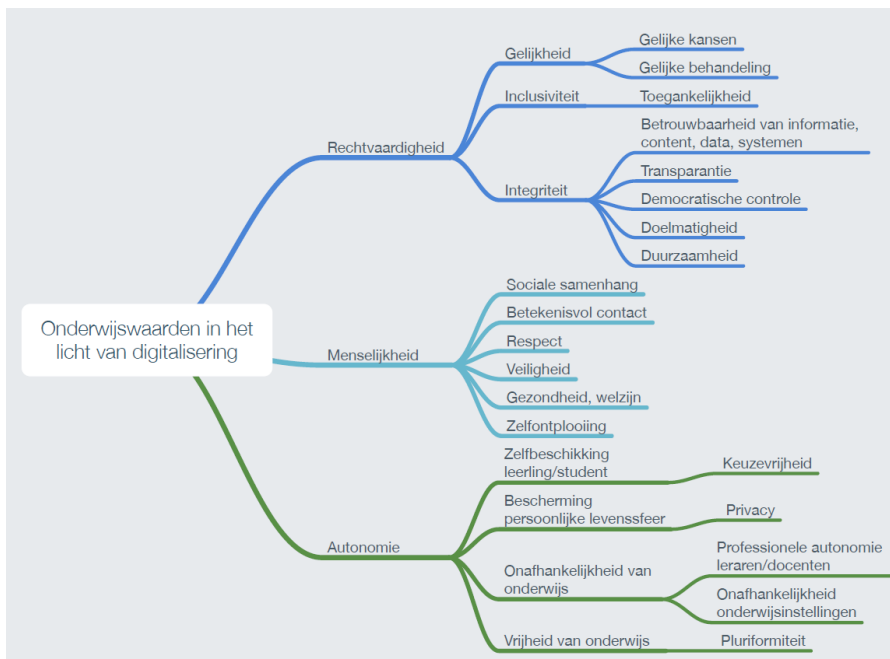 Onderwijswaarden in het
licht van digitalisering
Rechtvaardigheid
Gelijkheid
Gelijke kansen
Gelijke behandeling
Inclusiviteit
Toegankelijkheid
Integriteit
Betrouwbaarheid van informatie,
content, data, systemen
Transparantie
Democratische controle
Doelmatigheid
Duurzaamheid
Menselijkheid
Sociale samenhang
Betekenisvol contact
Respect
Veiligheid
Gezondheid, welzijn
Zelfontplooiing
Autonomie
Zelfbeschikking
leerling/student
Keuzevrijheid
Bescherming
persoonlijke levenssfeer
Privacy
Onafhankelijkheid van
onderwijs
Professionele autonomie
leraren/docenten
Onafhankelijkheid
onderwijsinstellingen
Vrijheid van onderwijs
Pluriformiteit